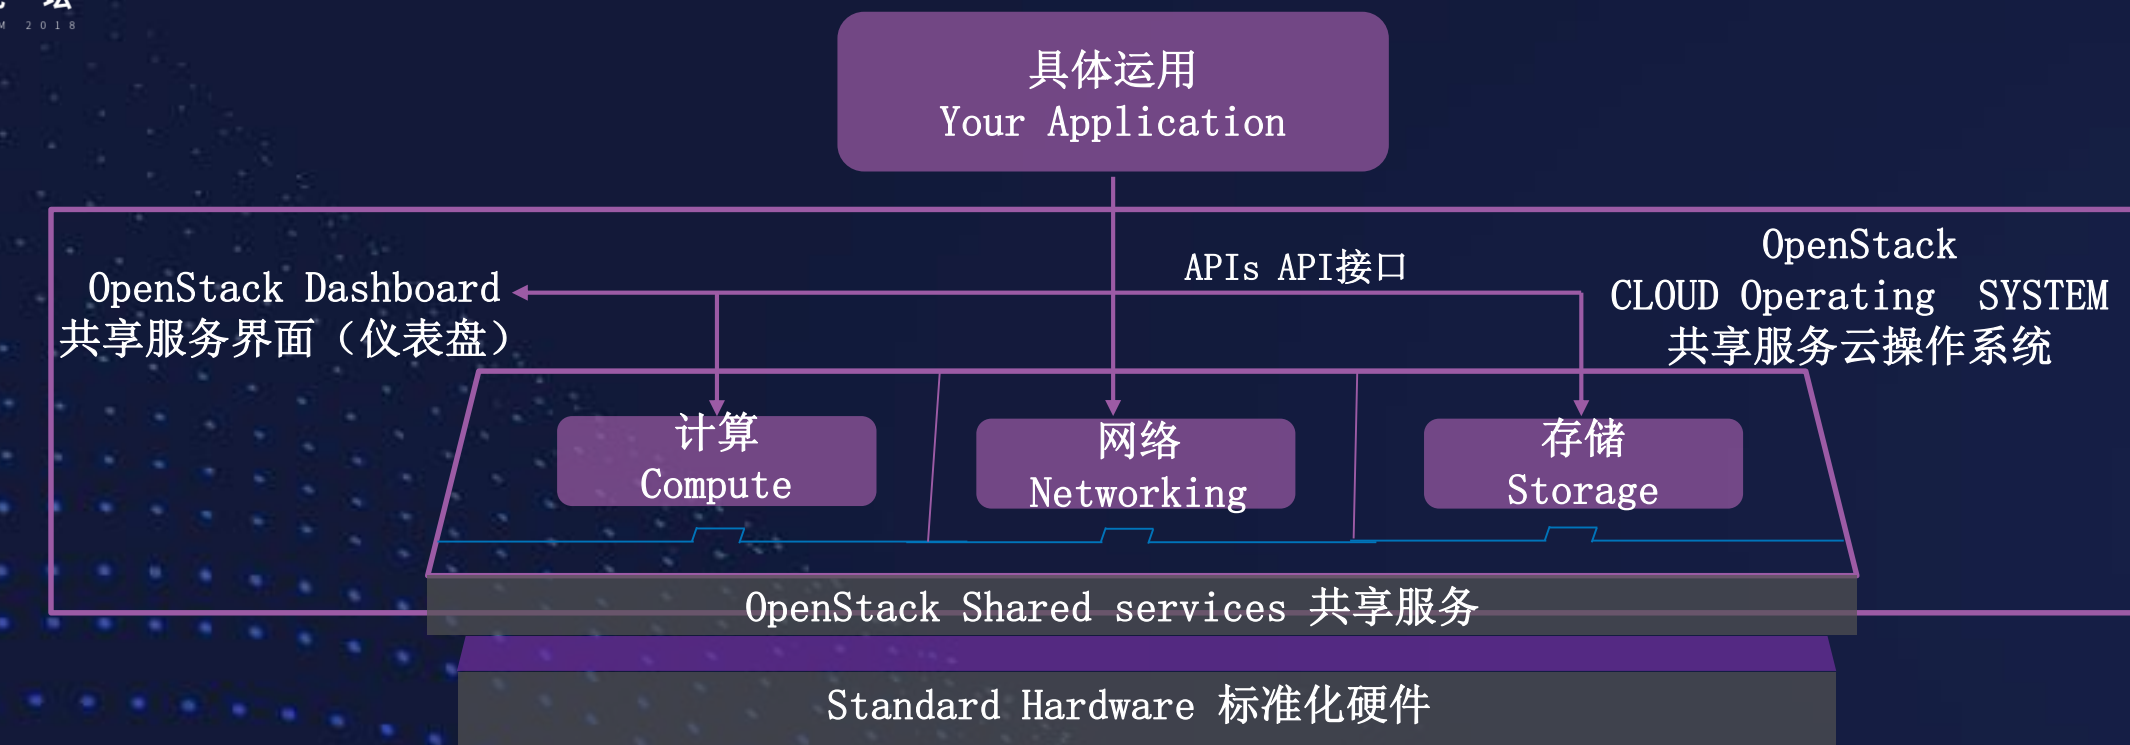 坛
M 2018
具体运用
Your Application
APIs API接口
OpenStack
CLOUD Operating SYSTEM
共享服务云操作系统
OpenStack Dashboard
共享服务界面（仪表盘）
计算
Compute
网络
Networking
存储
Storage
OpenStack Shared services 共享服务
Standard Hardware 标准化硬件